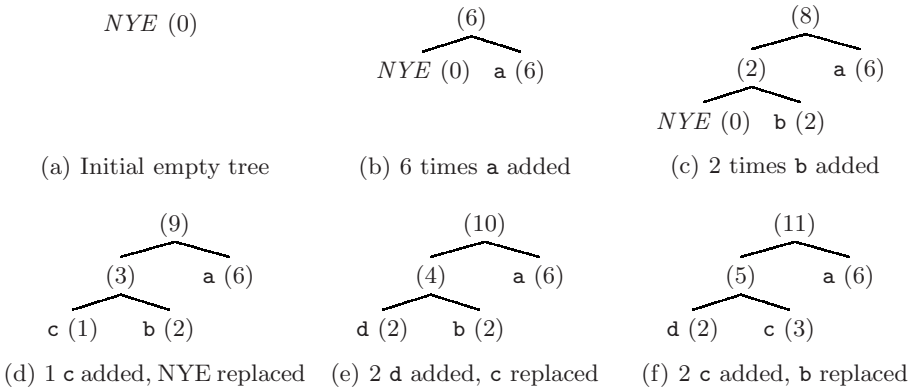 NYE (0)
(6)
NYE (0) a (6)
(8)
(2) a (6)
NYE (0) b (2)
(a) Initial empty tree
(b) 6 times a added
(c) 2 times b added
(9)
(3) a (6)
c (1) b (2)
(10)
(4) a (6)
d (2) b (2)
(11)
(5) a (6)
d (2) c (3)
(d) 1 c added, NYE replaced
(e) 2 d added, c replaced
(f) 2 c added, b replaced